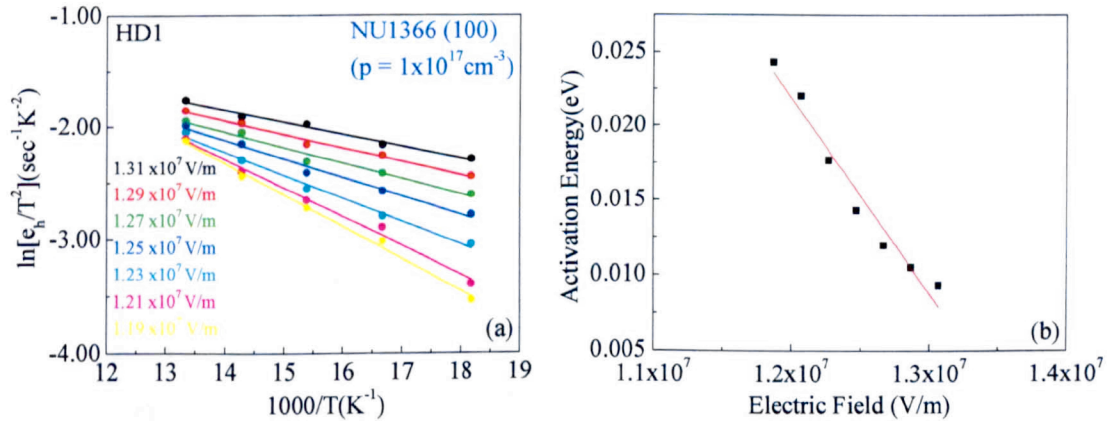 HD1
NU1366 (100)
(p = 1x10^17 cm^-3)
ln[e_h/T^2](sec^-1K^-2)
-1.00
-2.00
-3.00
-4.00
1.31 x10^7 V/m
1.29 x10^7 V/m
1.27 x10^7 V/m
1.25 x10^7 V/m
1.23 x10^7 V/m
1.21 x10^7 V/m
1.19 x10^7 V/m
(a)
12 13 14 15 16 17 18 19
1000/T(K^-1)
Activation Energy(eV)
0.025
0.020
0.015
0.010
0.005
(b)
1.1x10^7 1.2x10^7 1.3x10^7 1.4x10^7
Electric Field (V/m)